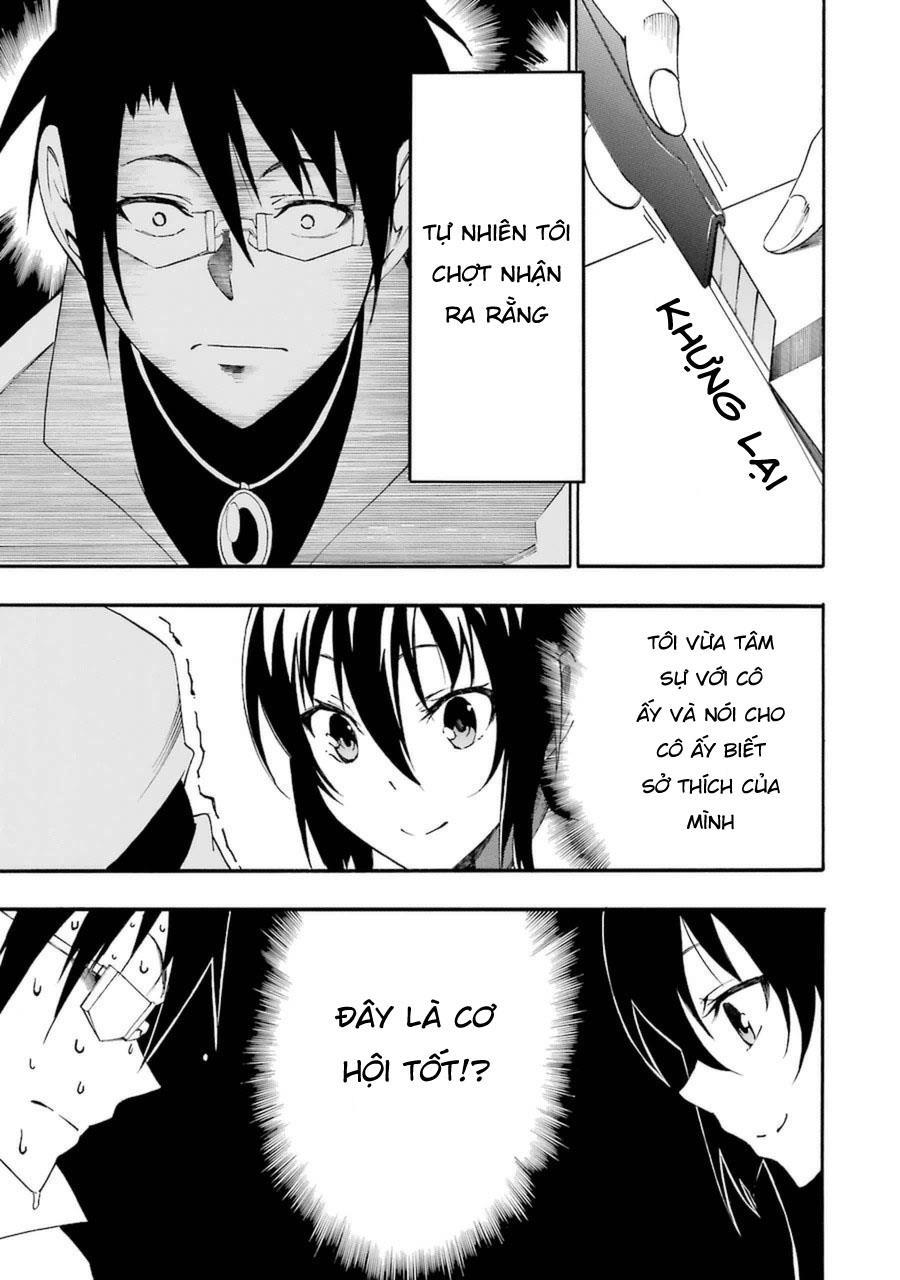 KHỰNG LẠI
TỰ NHIÊN TÔI
CHỢT NHẬN
RA RẰNG
TÔI VỪA TÂM
SỰ VỚI CÔ
ẤY VÀ NÓI CHO
CÔ ẤY BIẾT
SỞ THÍCH CỦA
MÌNH
ĐÂY LÀ CƠ
HỘI TỐT!?